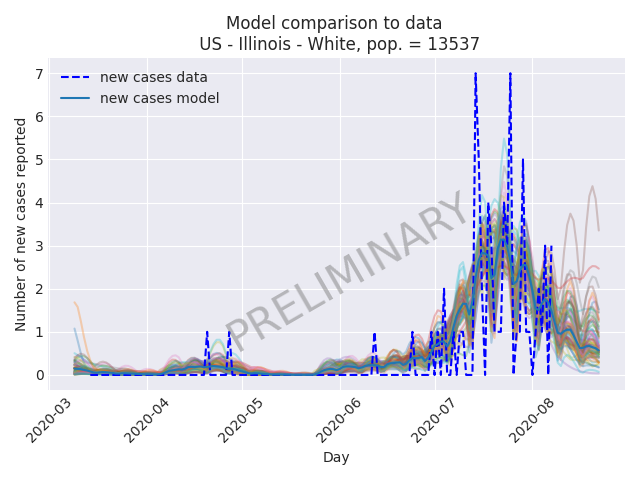 Model comparison to data
US - Illinois - White, pop. = 13537
new cases data
new cases model
PRELIMINARY
Number of new cases reported
7
6
5
4
3
2
1
0
2020-03
2020-04
2020-05
2020-06
2020-07
2020-08
Day